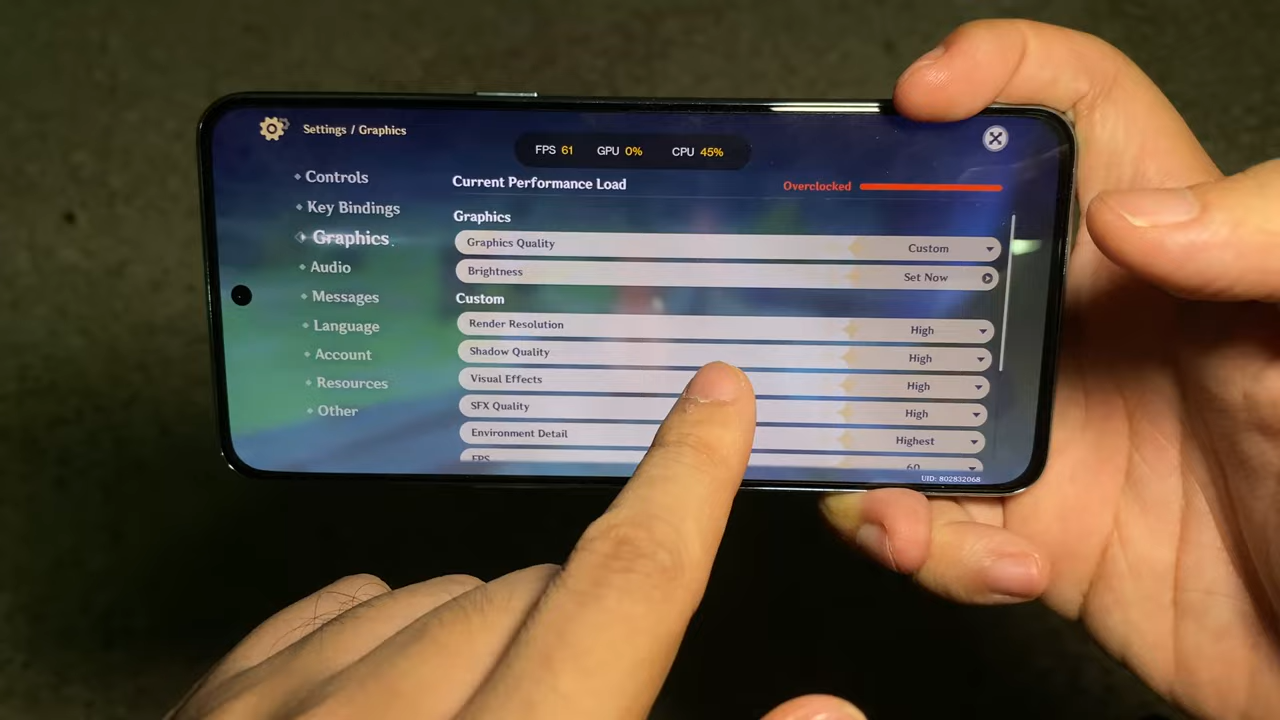 Settings / Graphics
FPS 61 GPU 0% CPU 45%
Controls
Key Bindings
Graphics
Audio
Messages
Language
Account
Resources
Other
Current Performance Load Overclocked
Graphics
Graphics Quality Custom
Brightness Set Now
Custom
Render Resolution High
Shadow Quality High
Visual Effects High
SFX Quality High
Environment Detail Highest
FPS 60
UID: 802832068